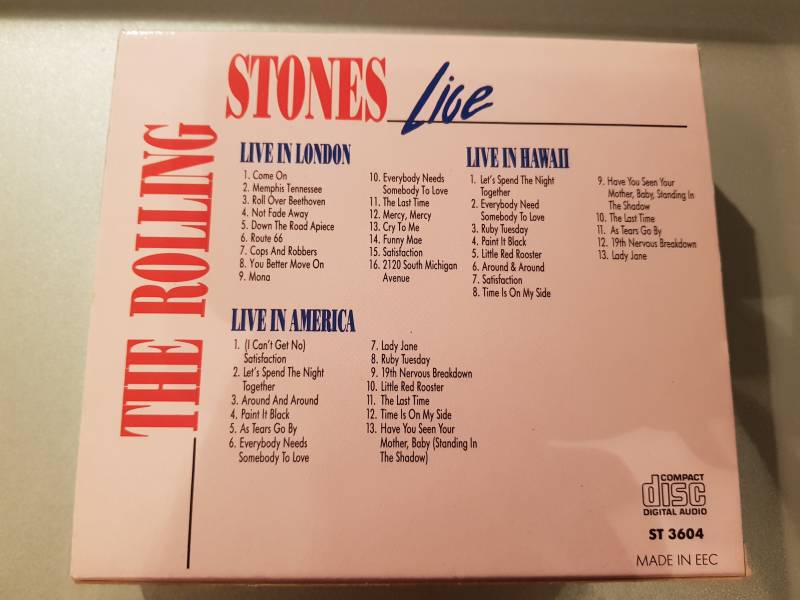 THE ROLLING
STONES Live
LIVE IN LONDON
1. Come On
2. Memphis Tennessee
3. Roll Over Beethoven
4. Not Fade Away
5. Down The Road Apiece
6. Route 66
7. Cops And Robbers
8. You Better Move On
9. Mona
10. Everybody Needs
Somebody To Love
11. The Last Time
12. Mercy, Mercy
13. Cry To Me
14. Funny Mae
15. Satisfaction
16. 2120 South Michigan
Avenue
LIVE IN HAWAII
1. Let's Spend The Night
Together
2. Everybody Need
Somebody To Love
3. Ruby Tuesday
4. Paint It Black
5. Little Red Rooster
6. Around & Around
7. Satisfaction
8. Time Is On My Side
9. Have You Seen Your
Mother, Baby, Standing In
The Shadow
10. The Last Time
11. As Tears Go By
12. 19th Nervous Breakdown
13. Lady Jane
LIVE IN AMERICA
1. (I Can't Get No)
Satisfaction
2. Let's Spend The Night
Together
3. Around And Around
4. Paint It Black
5. As Tears Go By
6. Everybody Needs
Somebody To Love
7. Lady Jane
8. Ruby Tuesday
9. 19th Nervous Breakdown
10. Little Red Rooster
11. The Last Time
12. Time Is On My Side
13. Have You Seen Your
Mother, Baby (Standing In
The Shadow)
COMPACT
disc
DIGITAL AUDIO
ST 3604
MADE IN EEC